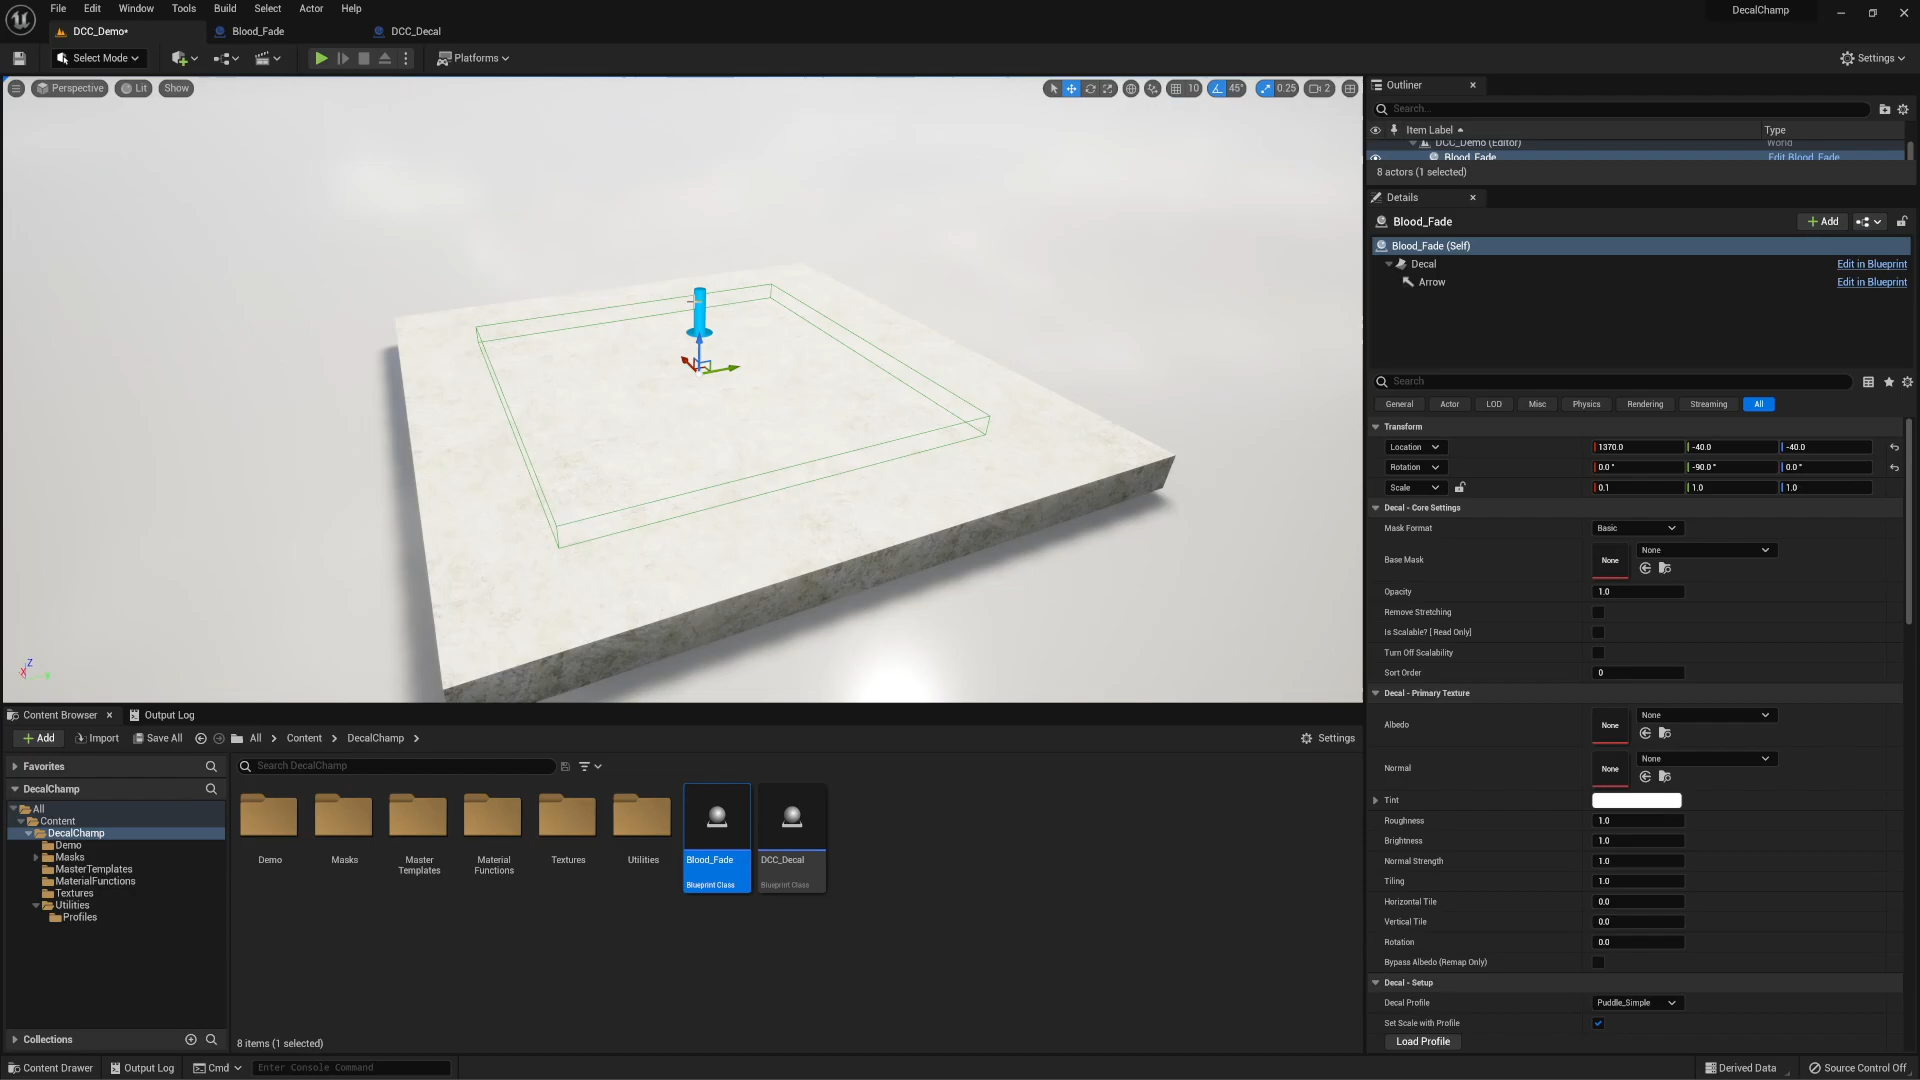 File Edit Window Tools Build Select Actor Help
DecalChamp
DCC_Demo*
Blood_Fade
DCC_Decal
Select Mode
Platforms
Settings
Perspective
Lit
Show
10
45°
0.25
2
Outliner
Search...
Item Label
Type
DCC_Demo (Editor)
World
Blood_Fade
Edit Blood_Fade
8 actors (1 selected)
Details
Blood_Fade
Add
Blood_Fade (Self)
Decal
Edit in Blueprint
Arrow
Edit in Blueprint
Search
General Actor LOD Misc Physics Rendering Streaming All
Transform
Location 1370.0 -40.0 -40.0
Rotation 0.0° -90.0° 0.0°
Scale 0.1 1.0 1.0
Decal - Core Settings
Mask Format Basic
Base Mask None None
Opacity 1.0
Remove Stretching
Is Scalable? [ Read Only]
Turn Off Scalability
Sort Order 0
Decal - Primary Texture
Albedo None None
Normal None None
Tint
Roughness 1.0
Brightness 1.0
Normal Strength 1.0
Tiling 1.0
Horizontal Tile 0.0
Vertical Tile 0.0
Rotation 0.0
Bypass Albedo (Remap Only)
Decal - Setup
Decal Profile Puddle_Simple
Set Scale with Profile
Load Profile
Z
X
Y
Content Browser
Output Log
Add
Import
Save All
All
Content
DecalChamp
Settings
Favorites
DecalChamp
All
Content
DecalChamp
Demo
Masks
MasterTemplates
MaterialFunctions
Textures
Utilities
Profiles
Collections
Search DecalChamp
Demo
Masks
Master
Templates
Material
Functions
Textures
Utilities
Blood_Fade
Blueprint Class
DCC_Decal
Blueprint Class
8 items (1 selected)
Content Drawer
Output Log
Cmd
Enter Console Command
Derived Data
Source Control Off